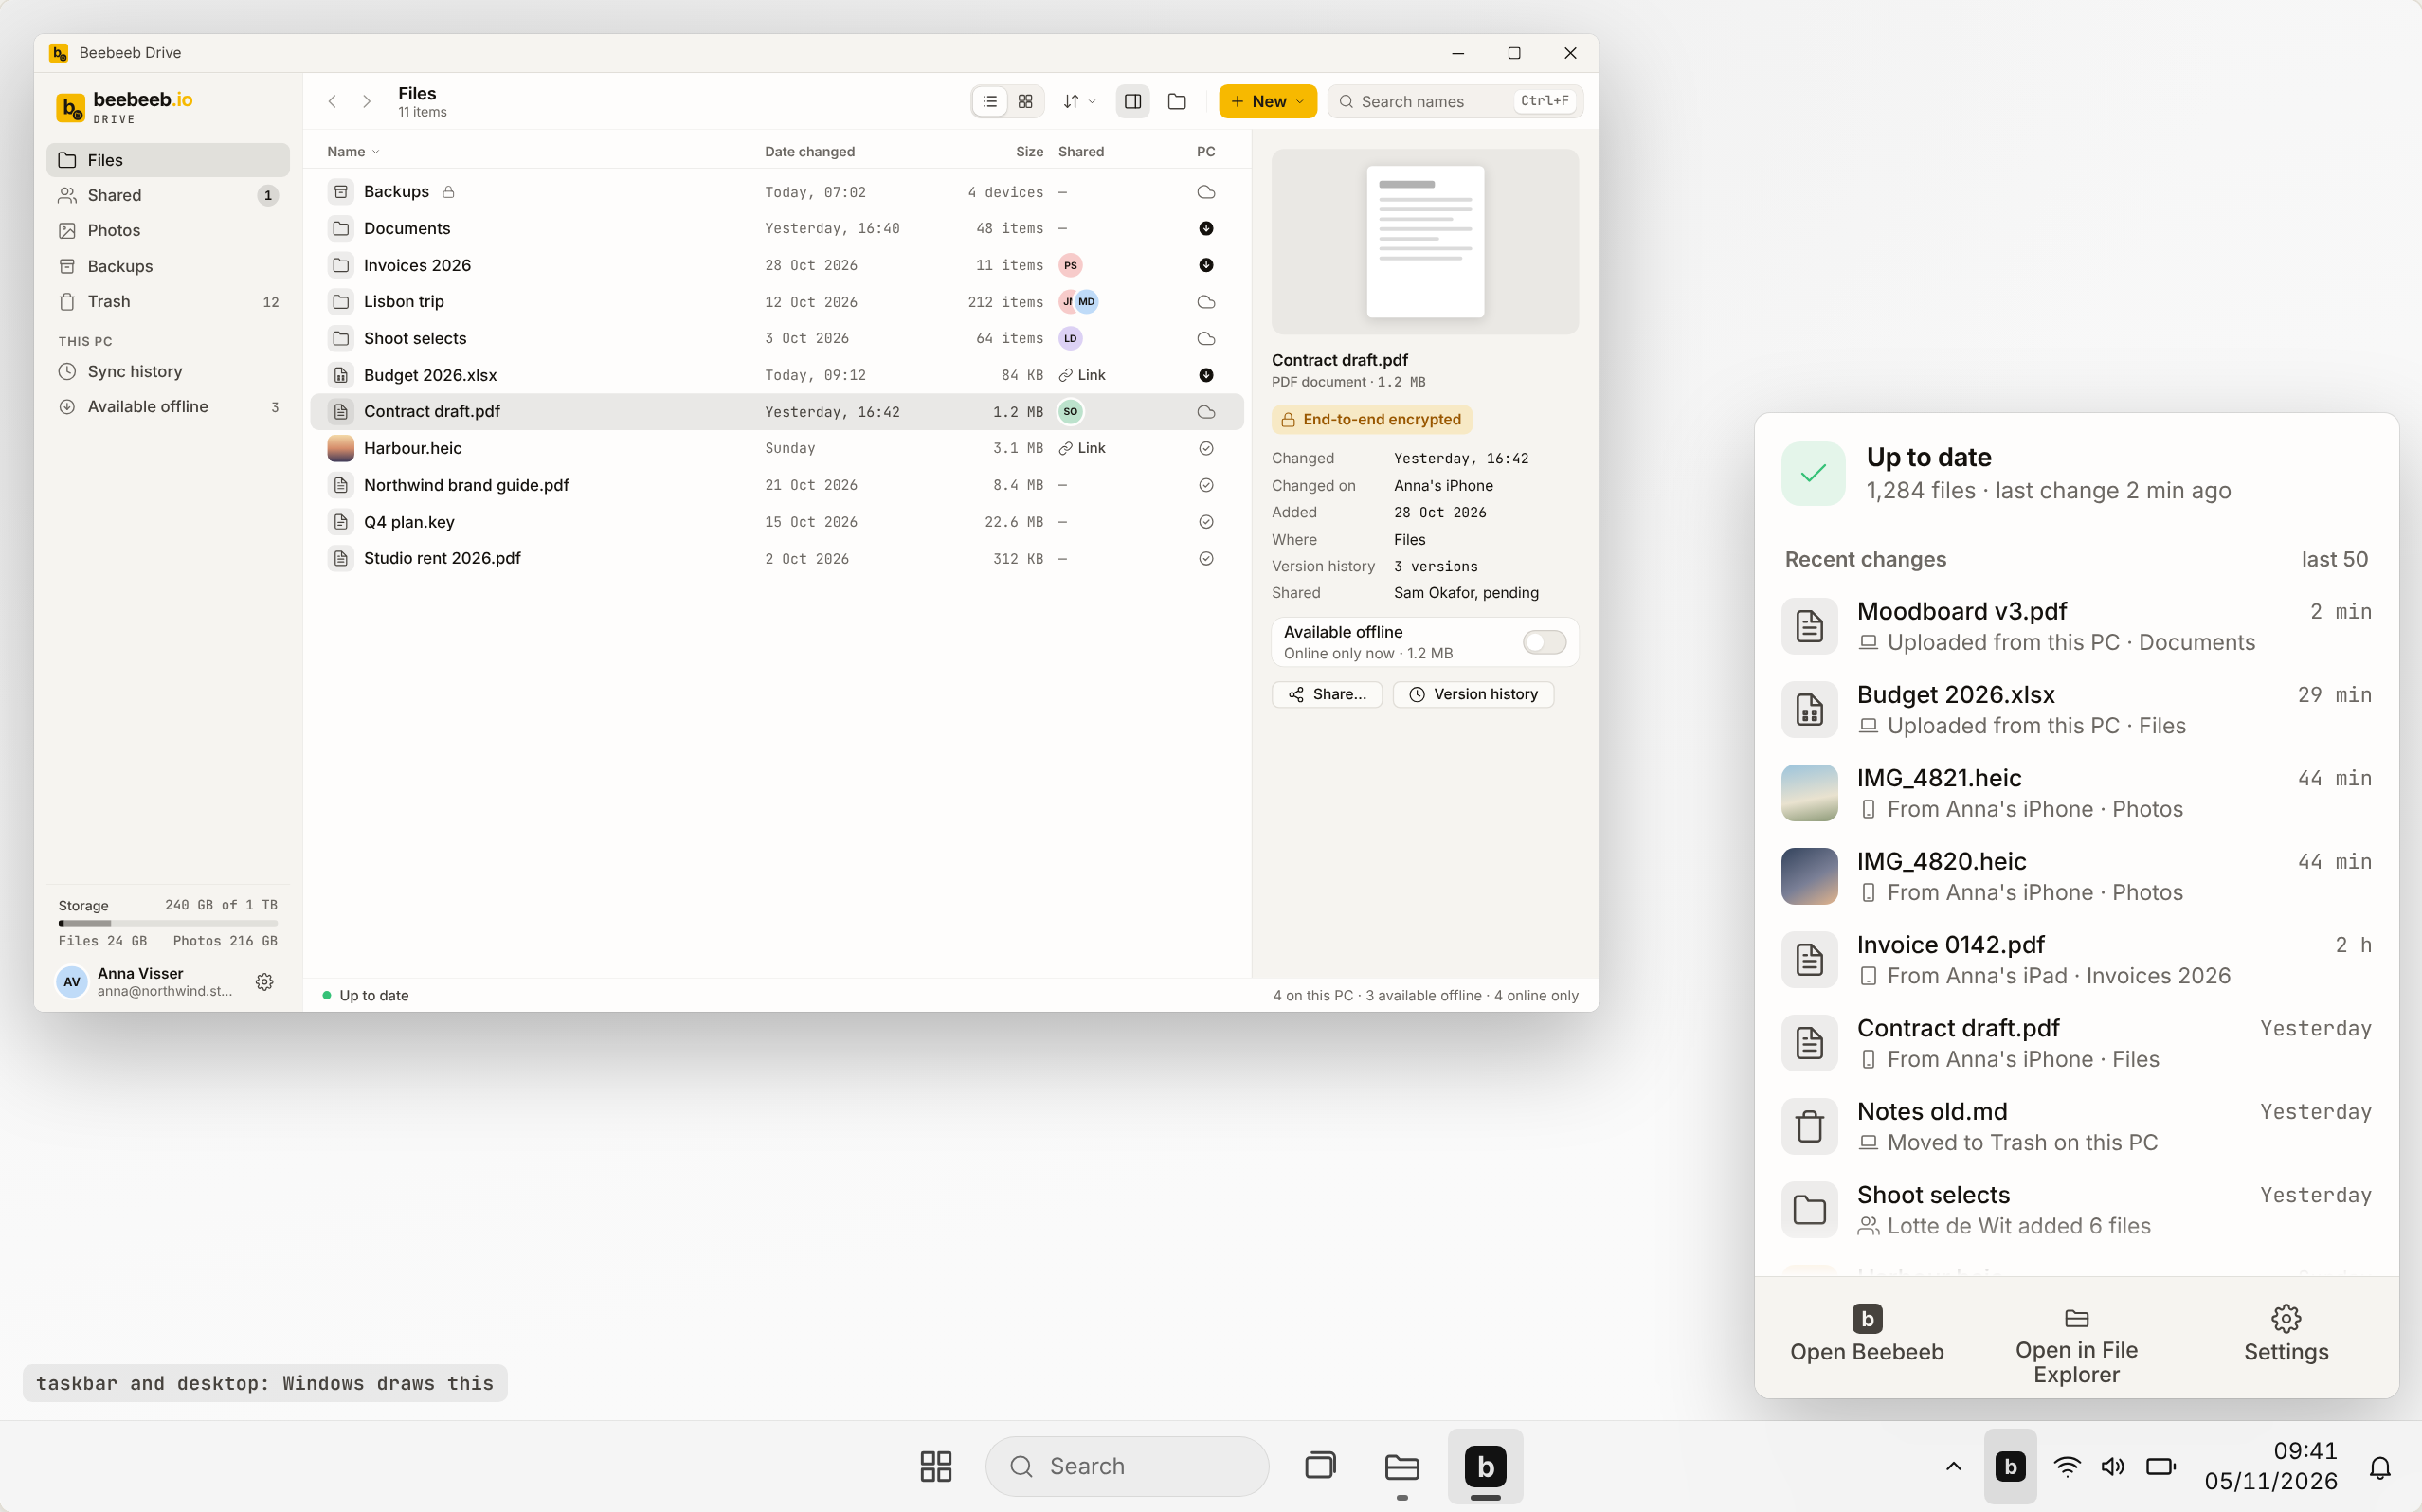 Beebeeb Drive
beebeeb.io
DRIVE
Files
Shared 1
Photos
Backups
Trash 12
THIS PC
Sync history
Available offline 3
Storage 240 GB of 1 TB
Files 24 GB Photos 216 GB
AV
Anna Visser
anna@northwind.st...
Files
11 items
New
Search names Ctrl+F
Name Date changed Size Shared PC
Backups Today, 07:02 4 devices –
Documents Yesterday, 16:40 48 items –
Invoices 2026 28 Oct 2026 11 items PS
Lisbon trip 12 Oct 2026 212 items MD
Shoot selects 3 Oct 2026 64 items LD
Budget 2026.xlsx Today, 09:12 84 KB Link
Contract draft.pdf Yesterday, 16:42 1.2 MB SO
Harbour.heic Sunday 3.1 MB Link
Northwind brand guide.pdf 21 Oct 2026 8.4 MB –
Q4 plan.key 15 Oct 2026 22.6 MB –
Studio rent 2026.pdf 2 Oct 2026 312 KB –
Contract draft.pdf
PDF document · 1.2 MB
End-to-end encrypted
Changed Yesterday, 16:42
Changed on Anna's iPhone
Added 28 Oct 2026
Where Files
Version history 3 versions
Shared Sam Okafor, pending
Available offline
Online only now · 1.2 MB
Share... Version history
Up to date
4 on this PC · 3 available offline · 4 online only
Up to date
1,284 files · last change 2 min ago
Recent changes last 50
Moodboard v3.pdf 2 min
Uploaded from this PC · Documents
Budget 2026.xlsx 29 min
Uploaded from this PC · Files
IMG_4821.heic 44 min
From Anna's iPhone · Photos
IMG_4820.heic 44 min
From Anna's iPhone · Photos
Invoice 0142.pdf 2 h
From Anna's iPad · Invoices 2026
Contract draft.pdf Yesterday
From Anna's iPhone · Files
Notes old.md Yesterday
Moved to Trash on this PC
Shoot selects Yesterday
Lotte de Wit added 6 files
b
Open Beebeeb
Open in File
Explorer
Settings
taskbar and desktop: Windows draws this
Search
b
b
09:41
05/11/2026